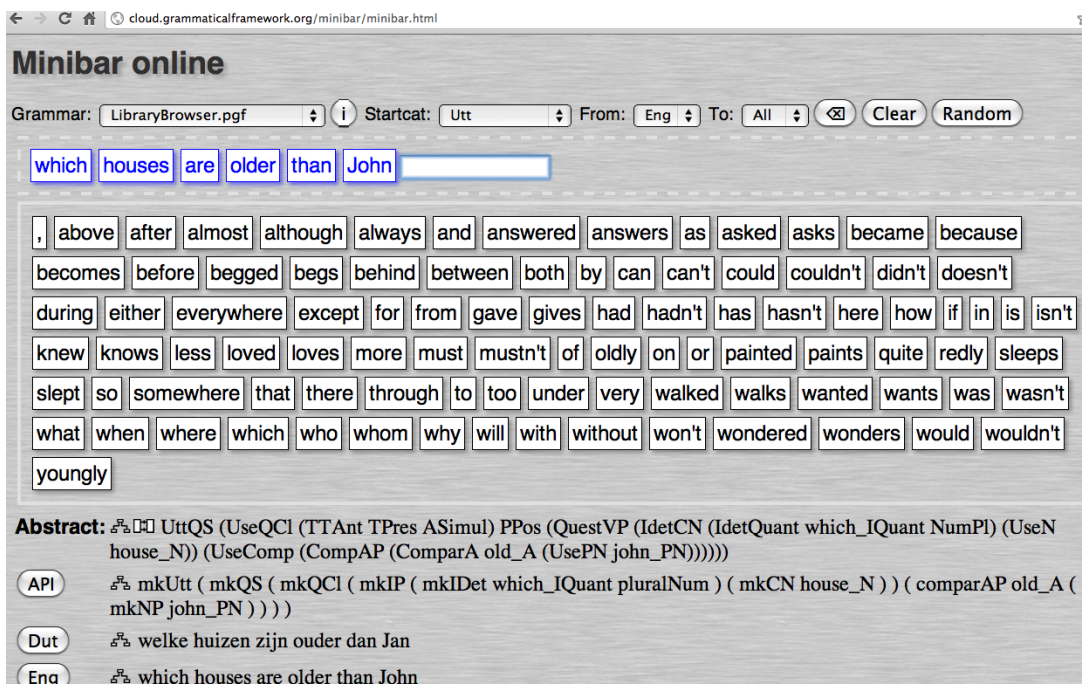 cloud.grammaticalframework.org/minibar/minibar.html
Minibar online
Grammar: LibraryBrowser.pgf i Startcat: Utt From: Eng To: All ⌫ Clear Random
which houses are older than John
, above after almost although always and answered answers as asked asks became because
becomes before begged begs behind between both by can can't could couldn't didn't doesn't
during either everywhere except for from gave gives had hadn't has hasn't here how if in is isn't
knew knows less loved loves more must mustn't of oldly on or painted paints quite redly sleeps
slept so somewhere that there through to too under very walked walks wanted wants was wasn't
what when where which who whom why will with without won't wondered wonders would wouldn't
youngly
Abstract: UttQS (UseQCl (TTAnt TPres ASimul) PPos (QuestVP (IdetCN (IdetQuant which_IQuant NumPl) (UseN
house_N)) (UseComp (CompAP (ComparA old_A (UsePN john_PN))))))
API mkUtt ( mkQS ( mkQCl ( mkIP ( mkIDet which_IQuant pluralNum ) ( mkCN house_N ) ) ( comparAP old_A (
mkNP john_PN ) ) ) )
Dut welke huizen zijn ouder dan Jan
Eng which houses are older than John